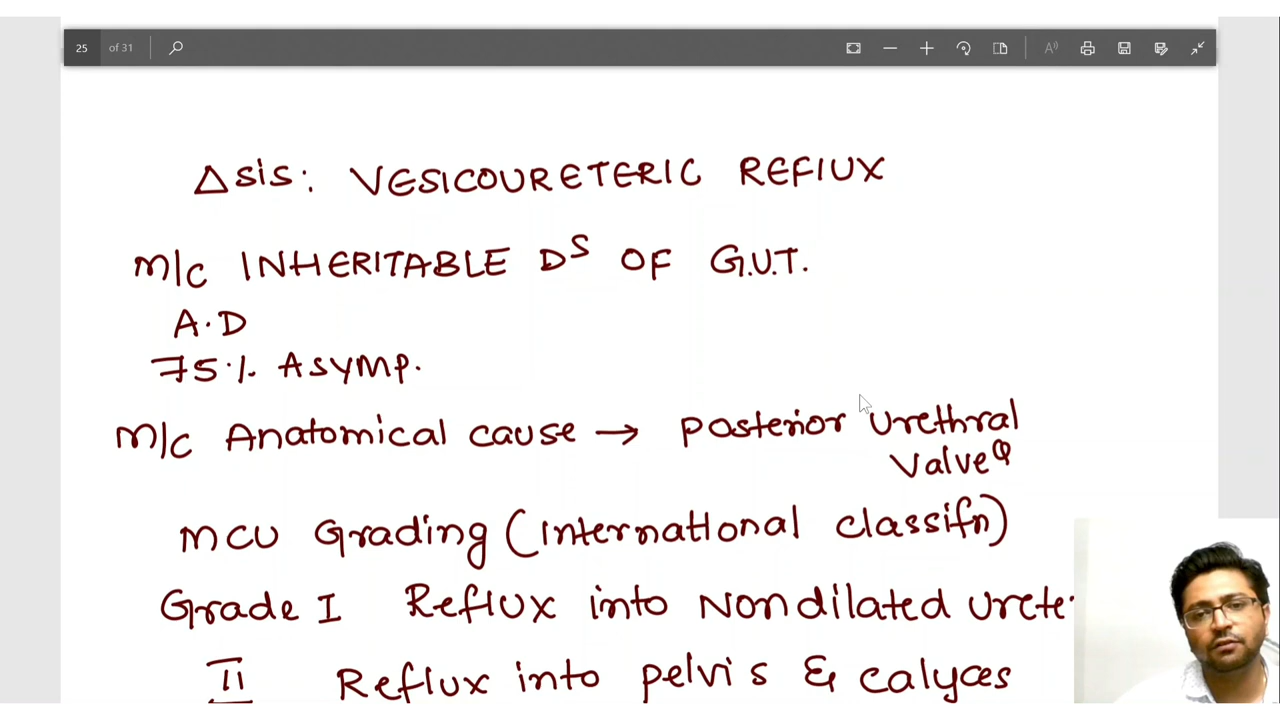 25 of 31
Δsis: VESICOURETERIC REFlUX
m/c INHERITABLE Dˢ OF G.U.T.
A.D
75% Asymp.
m/c Anatomical cause → posterior urethral
valve
MCU Grading (International classifn)
Grade I Reflux into Nondilated urete
II Reflux into pelvis & calyces